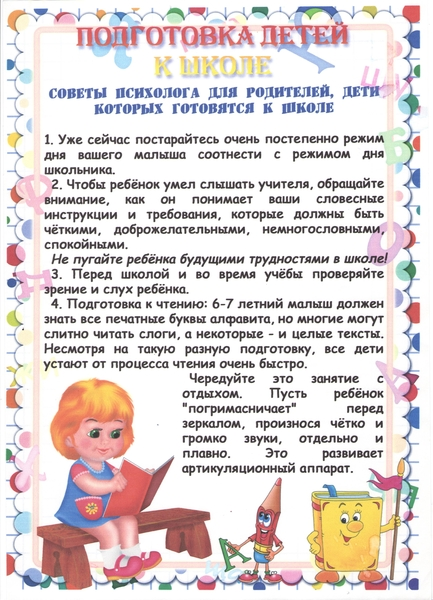 ПОДГОТОВКА ДЕТЕЙ
К ШКОЛЕ
СОВЕТЫ ПСИХОЛОГА ДЛЯ РОДИТЕЛЕЙ, ДЕТИ
КОТОРЫХ ГОТОВЯТСЯ К ШКОЛЕ
1. Уже сейчас постарайтесь очень постепенно режим
дня вашего малыша соотнести с режимом дня
школьника.
2. Чтобы ребёнок умел слышать учителя, обращайте
внимание, как он понимает ваши словесные
инструкции и требования, которые должны быть
чёткими, доброжелательными, немногословными,
спокойными.
Не пугайте ребёнка будущими трудностями в школе!
3. Перед школой и во время учёбы проверяйте
зрение и слух ребёнка.
4. Подготовка к чтению: 6-7 летний малыш должен
знать все печатные буквы алфавита, но многие могут
слитно читать слоги, а некоторые - и целые тексты.
Несмотря на такую разную подготовку, все дети
устают от процесса чтения очень быстро.
Чередуйте это занятие с
отдыхом. Пусть ребёнок
"погримасничает" перед
зеркалом, произнося чётко и
громко звуки, отдельно и
плавно. Это развивает
артикуляционный аппарат.